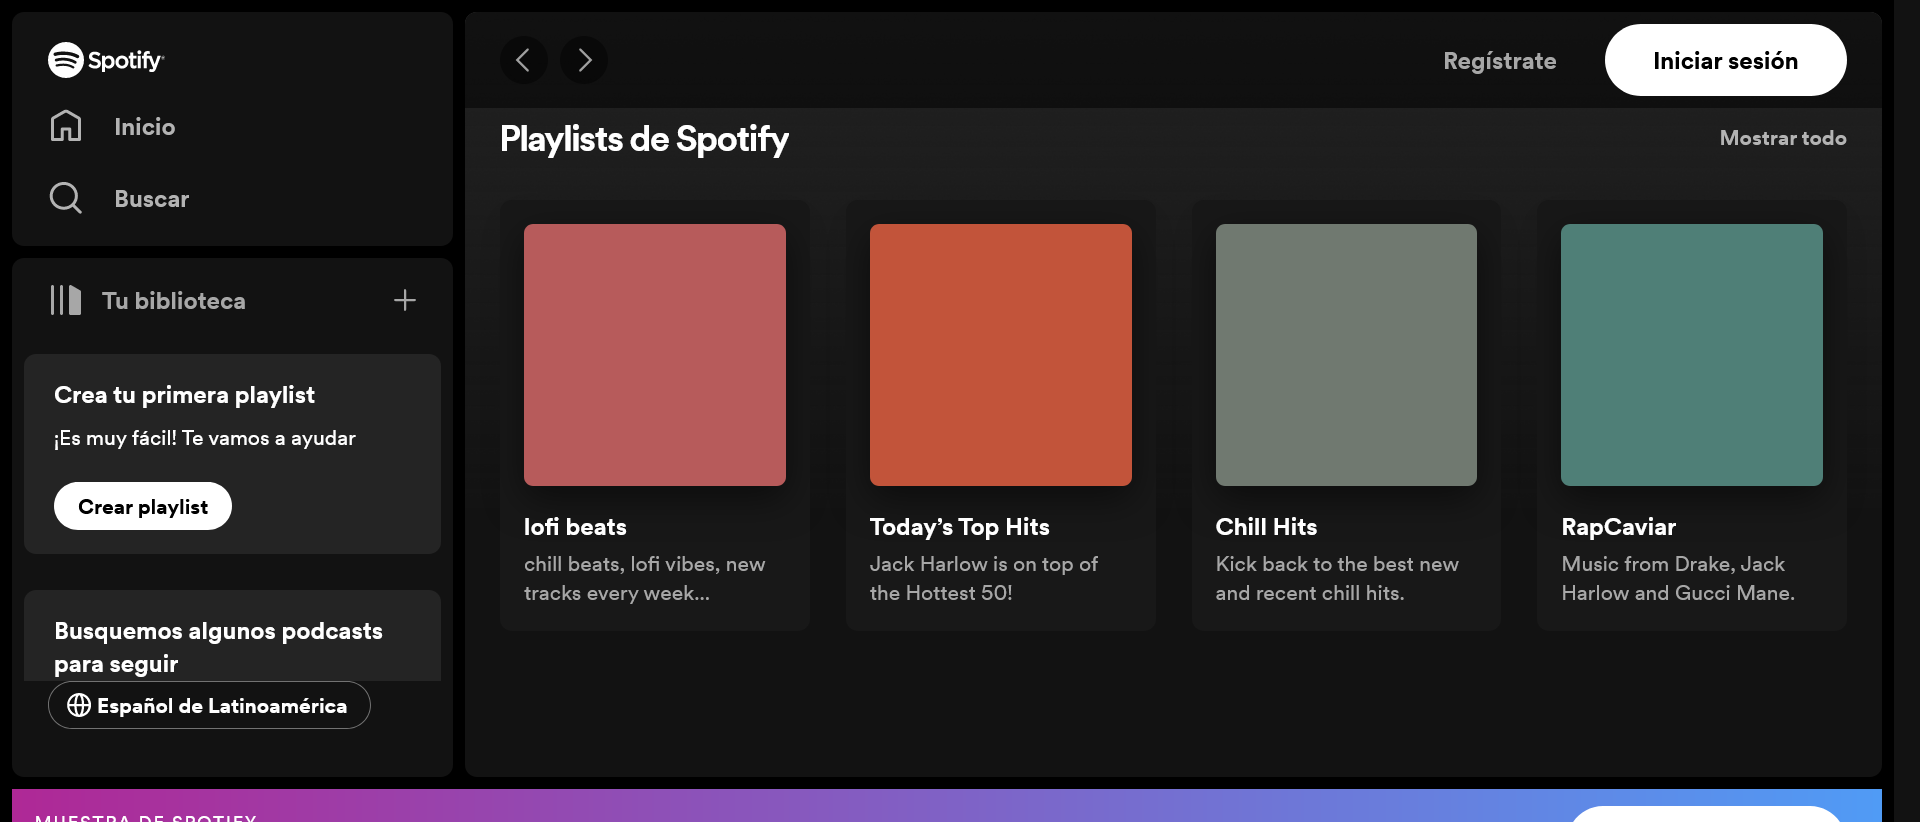 Spotify
Inicio
Buscar
Tu biblioteca
Crea tu primera playlist
¡Es muy fácil! Te vamos a ayudar
Crear playlist
Busquemos algunos podcasts
para seguir
Español de Latinoamérica
Regístrate
Iniciar sesión
Playlists de Spotify
Mostrar todo
lofi beats
chill beats, lofi vibes, new
tracks every week...
Today’s Top Hits
Jack Harlow is on top of
the Hottest 50!
Chill Hits
Kick back to the best new
and recent chill hits.
RapCaviar
Music from Drake, Jack
Harlow and Gucci Mane.
MUESTRA DE SPOTIFY